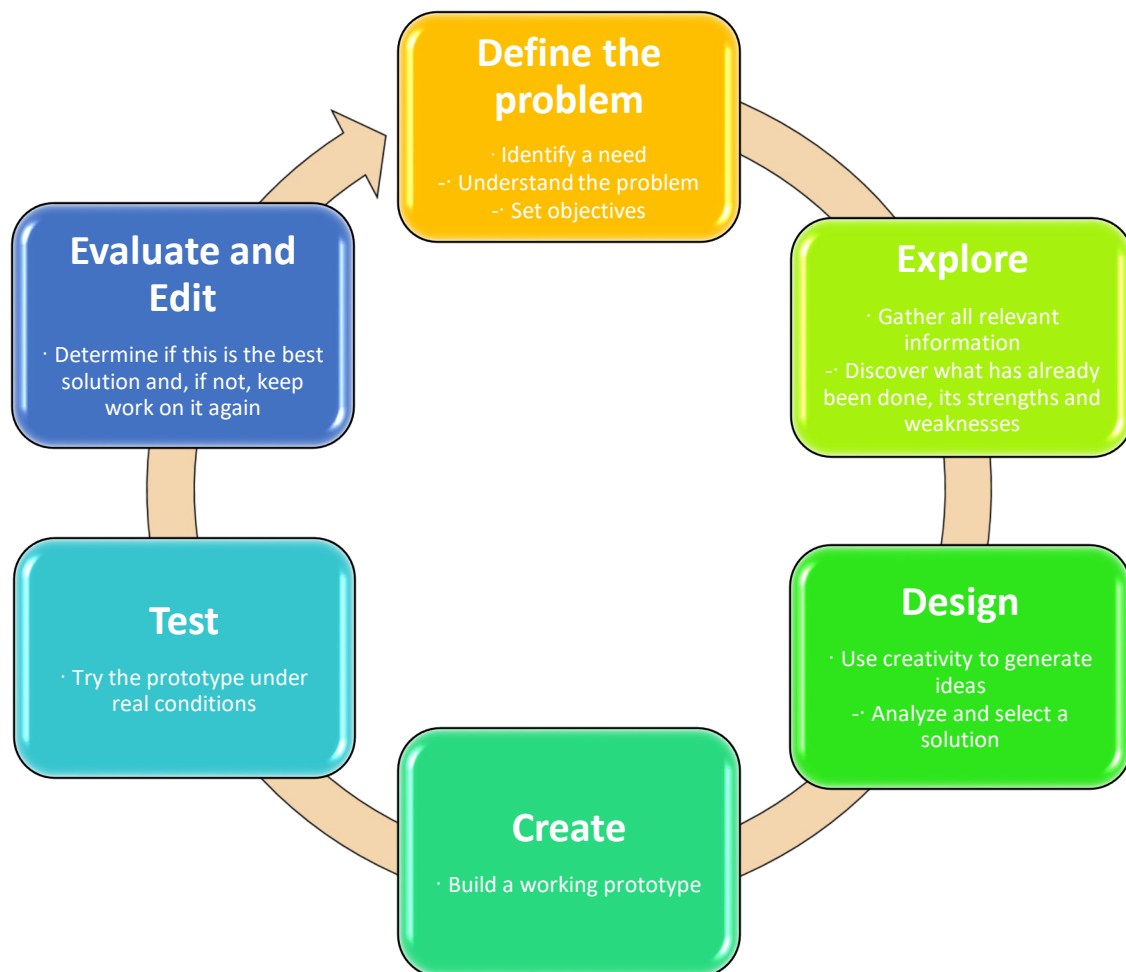 Define the
problem
· Identify a need
-· Understand the problem
-· Set objectives
Explore
· Gather all relevant
information
-· Discover what has already
been done, its strengths and
weaknesses
Design
· Use creativity to generate
ideas
-· Analyze and select a
solution
Create
· Build a working prototype
Test
· Try the prototype under
real conditions
Evaluate and
Edit
· Determine if this is the best
solution and, if not, keep
work on it again